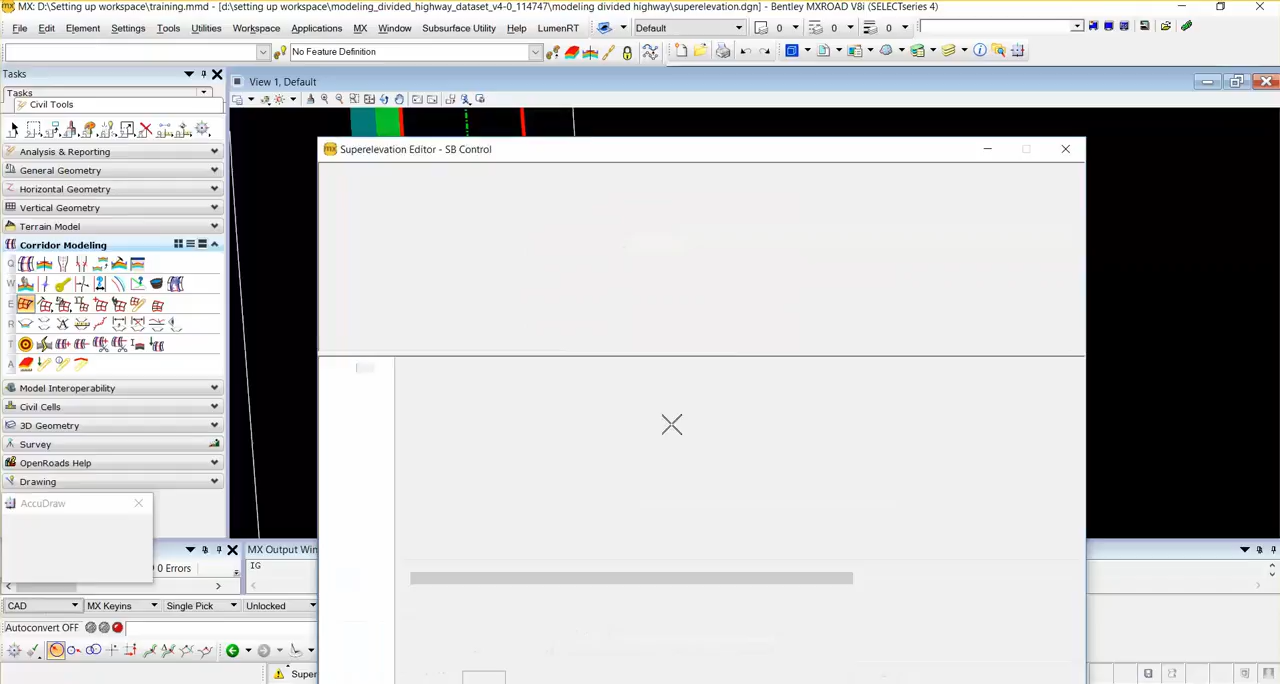 MX: D:\Setting up workspace\training.mmd - [d:\setting up workspace\modeling_divided_highway_dataset_v4-0_114747\modeling divided highway\superelevation.dgn] - Bentley MXROAD V8i (SELECTseries 4)
File Edit Element Settings Tools Utilities Workspace Applications MX Window Subsurface Utility Help LumenRT Default 0 0 0
No Feature Definition
Tasks
View 1, Default
Tasks
Civil Tools
Superelevation Editor - SB Control
Analysis & Reporting
General Geometry
Horizontal Geometry
Vertical Geometry
Terrain Model
Corridor Modeling
Q
W
E
R
T
A
Model Interoperability
Civil Cells
3D Geometry
Survey
OpenRoads Help
Drawing
AccuDraw
MX Output Win
0 Errors IG
CAD MX Keyins Single Pick Unlocked
Autoconvert OFF
Super